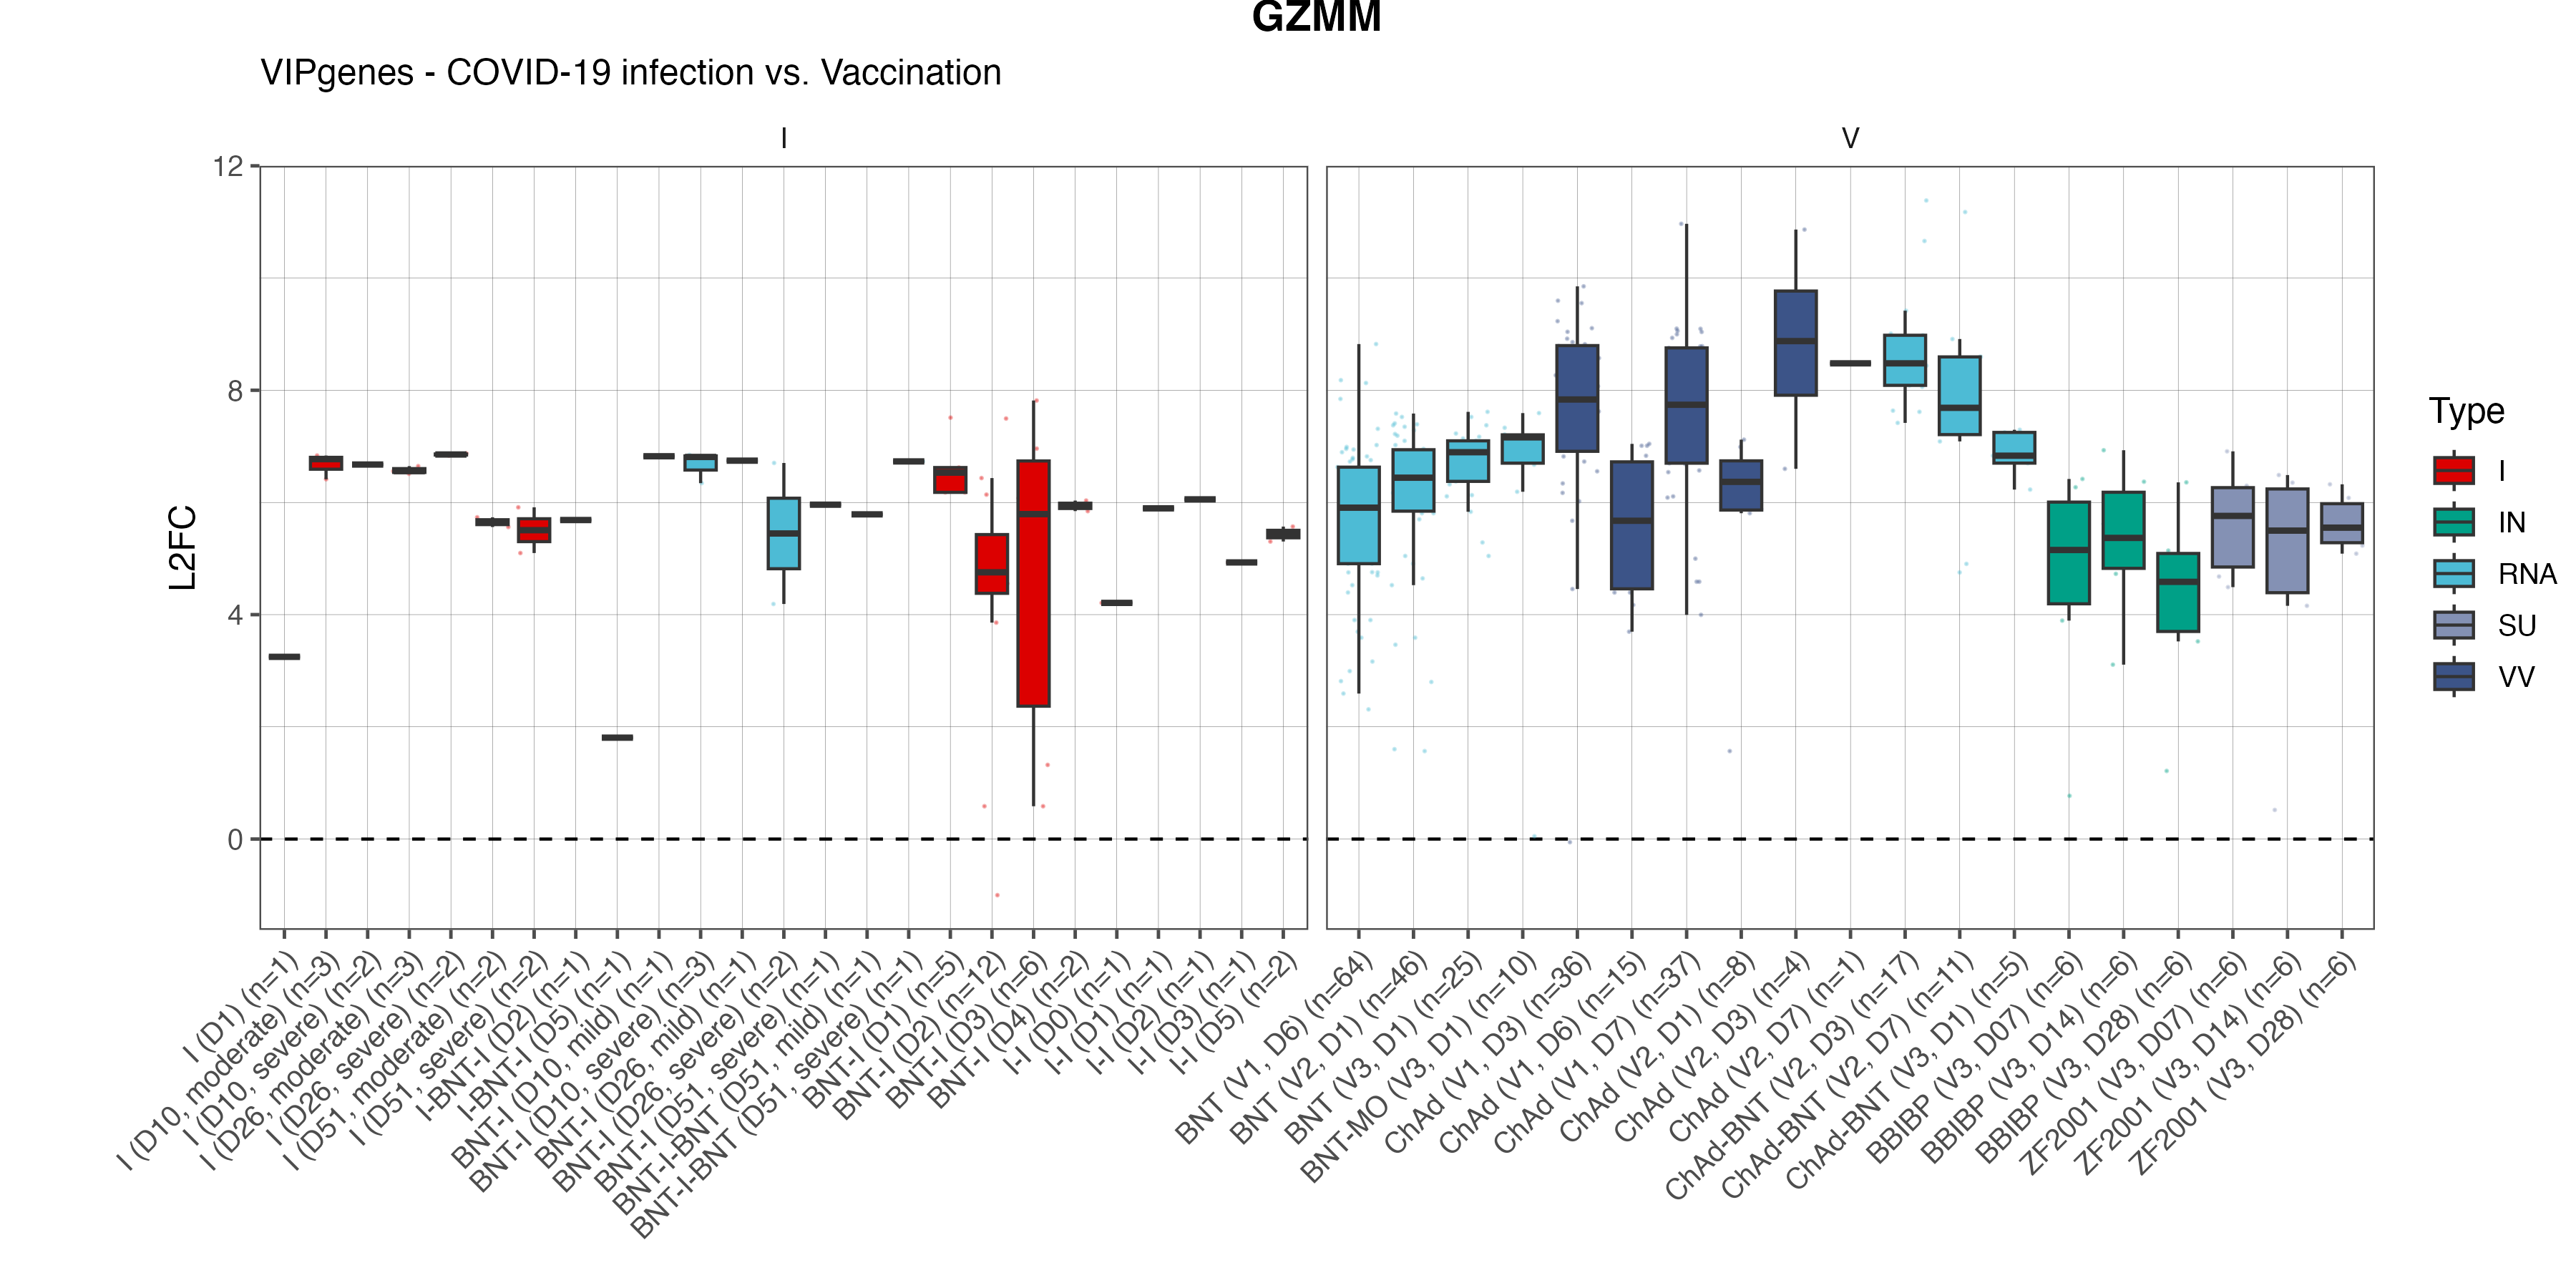 GZMM
VIPgenes - COVID-19 infection vs. Vaccination
I
V
L2FC
12
8
4
0
I (D1) (n=1)
I (D10, moderate) (n=3)
I (D10, severe) (n=2)
I (D26, moderate) (n=3)
I (D26, severe) (n=2)
I (D51, moderate) (n=2)
I (D51, severe) (n=2)
I-BNT-I (D2) (n=1)
I-BNT-I (D5) (n=1)
BNT-I (D10, mild) (n=1)
BNT-I (D10, severe) (n=3)
BNT-I (D26, mild) (n=1)
BNT-I (D26, severe) (n=2)
BNT-I (D51, severe) (n=1)
BNT-I-BNT (D51, mild) (n=1)
BNT-I-BNT (D51, severe) (n=1)
BNT-I (D1) (n=5)
BNT-I (D2) (n=12)
BNT-I (D3) (n=6)
BNT-I (D4) (n=2)
I-I (D0) (n=1)
I-I (D1) (n=1)
I-I (D2) (n=1)
I-I (D3) (n=1)
I-I (D5) (n=2)
BNT (V1, D6) (n=64)
BNT (V2, D1) (n=46)
BNT (V3, D1) (n=25)
BNT-MO (V3, D1) (n=10)
ChAd (V1, D3) (n=36)
ChAd (V1, D6) (n=15)
ChAd (V1, D7) (n=37)
ChAd (V2, D1) (n=8)
ChAd (V2, D3) (n=4)
ChAd (V2, D7) (n=1)
ChAd-BNT (V2, D3) (n=17)
ChAd-BNT (V2, D7) (n=11)
ChAd-BNT (V3, D1) (n=5)
BBIBP (V3, D07) (n=6)
BBIBP (V3, D14) (n=6)
BBIBP (V3, D28) (n=6)
ZF2001 (V3, D07) (n=6)
ZF2001 (V3, D14) (n=6)
ZF2001 (V3, D28) (n=6)
Type
I
IN
RNA
SU
VV